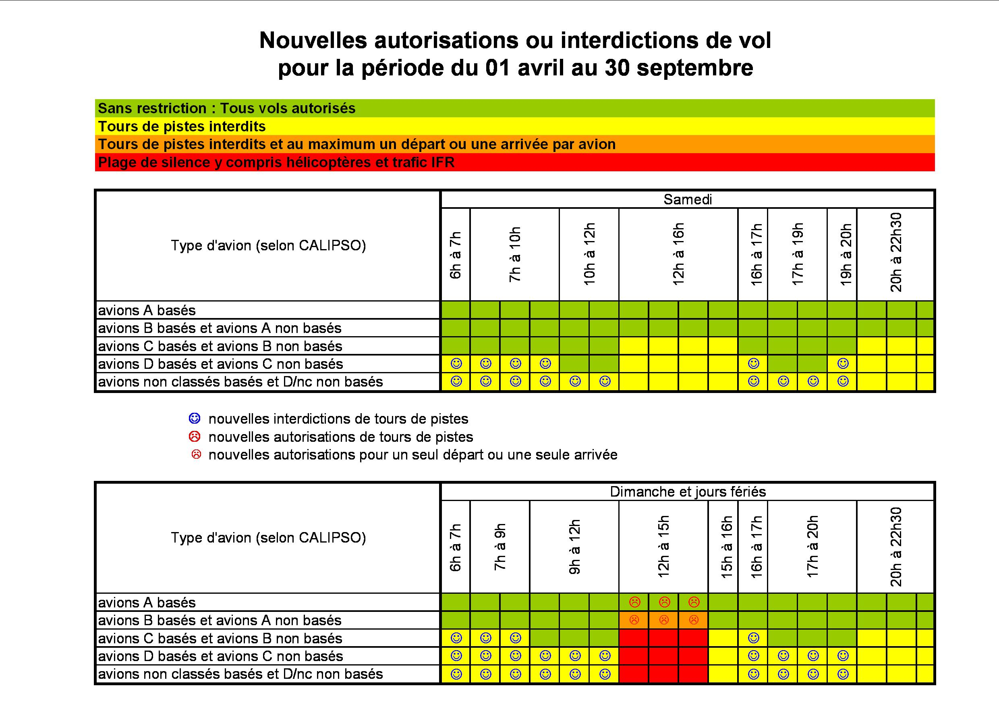 Nouvelles autorisations ou interdictions de vol
pour la période du 01 avril au 30 septembre
Sans restriction : Tous vols autorisés
Tours de pistes interdits
Tours de pistes interdits et au maximum un départ ou une arrivée par avion
Plage de silence y compris hélicoptères et trafic IFR
Samedi
Type d'avion (selon CALIPSO)
6h à 7h
7h à 10h
10h à 12h
12h à 16h
16h à 17h
17h à 19h
19h à 20h
20h à 22h30
avions A basés
avions B basés et avions A non basés
avions C basés et avions B non basés
avions D basés et avions C non basés
avions non classés basés et D/nc non basés
nouvelles interdictions de tours de pistes
nouvelles autorisations de tours de pistes
nouvelles autorisations pour un seul départ ou une seule arrivée
Dimanche et jours fériés
Type d'avion (selon CALIPSO)
6h à 7h
7h à 9h
9h à 12h
12h à 15h
15h à 16h
16h à 17h
17h à 20h
20h à 22h30
avions A basés
avions B basés et avions A non basés
avions C basés et avions B non basés
avions D basés et avions C non basés
avions non classés basés et D/nc non basés